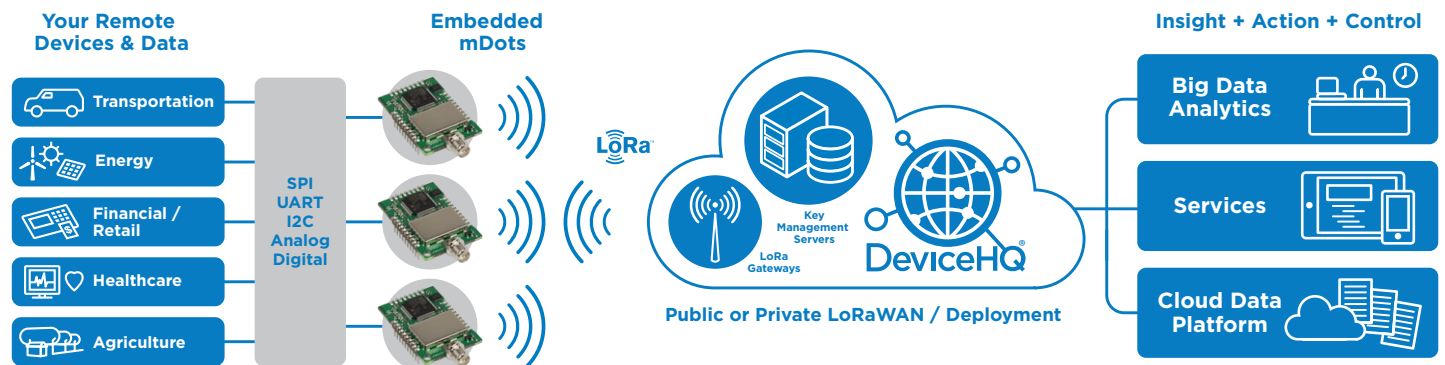 Your Remote
Devices & Data
Transportation
Energy
Financial /
Retail
Healthcare
Agriculture
SPI
UART
I2C
Analog
Digital
Embedded
mDots
LoRa™
Key
Management
Servers
LoRa
Gateways
DeviceHQ®
Public or Private LoRaWAN / Deployment
Insight + Action + Control
Big Data
Analytics
Services
Cloud Data
Platform